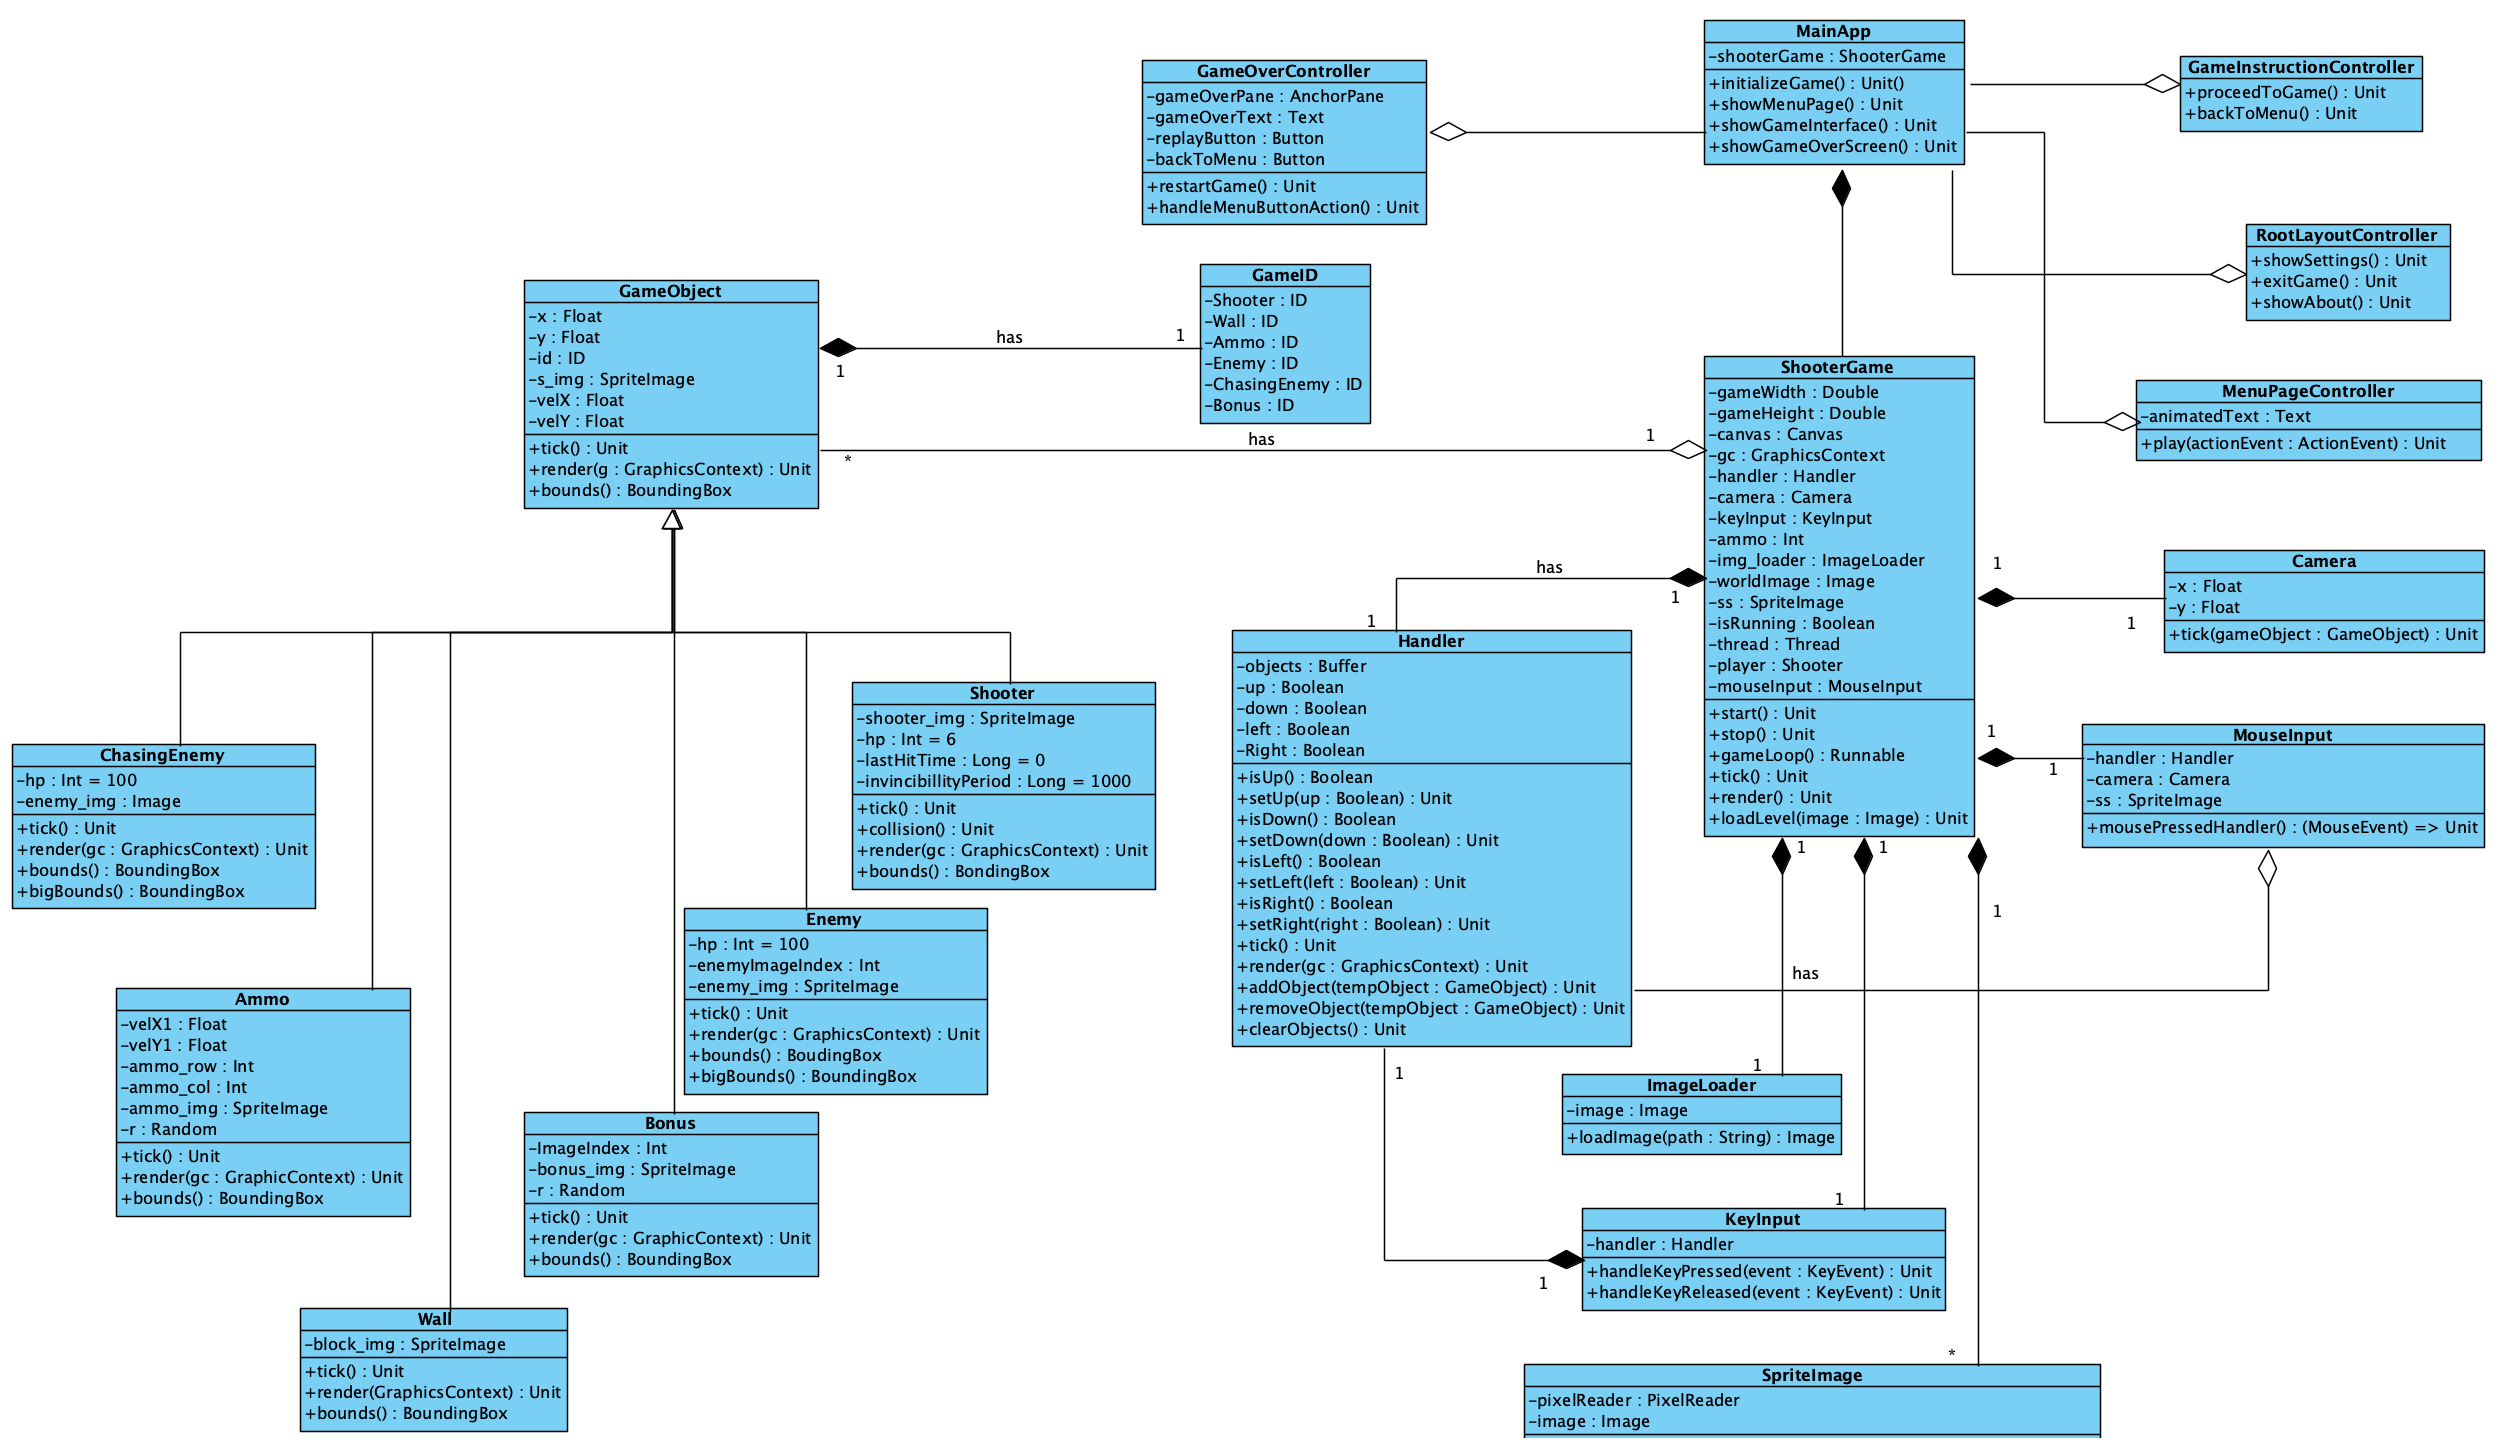 MainApp
-shooterGame : ShooterGame
+initializeGame() : Unit()
+showMenuPage() : Unit
+showGameInterface() : Unit
+showGameOverScreen() : Unit
GameInstructionController
+proceedToGame() : Unit
+backToMenu() : Unit
GameOverController
-gameOverPane : AnchorPane
-gameOverText : Text
-replayButton : Button
-backToMenu : Button
+restartGame() : Unit
+handleMenuButtonAction() : Unit
RootLayoutController
+showSettings() : Unit
+exitGame() : Unit
+showAbout() : Unit
GameID
-Shooter : ID
-Wall : ID
-Ammo : ID
-Enemy : ID
-ChasingEnemy : ID
-Bonus : ID
GameObject
-x : Float
-y : Float
-id : ID
-s_img : SpriteImage
-velX : Float
-velY : Float
+tick() : Unit
+render(g : GraphicsContext) : Unit
+bounds() : BoundingBox
has
1
1
has
1
*
ShooterGame
-gameWidth : Double
-gameHeight : Double
-canvas : Canvas
-gc : GraphicsContext
-handler : Handler
-camera : Camera
-keyInput : KeyInput
-ammo : Int
-img_loader : ImageLoader
-worldImage : Image
-ss : SpriteImage
-isRunning : Boolean
-thread : Thread
-player : Shooter
-mouseInput : MouseInput
+start() : Unit
+stop() : Unit
+gameLoop() : Runnable
+tick() : Unit
+render() : Unit
+loadLevel(image : Image) : Unit
MenuPageController
-animatedText : Text
+play(actionEvent : ActionEvent) : Unit
Camera
-x : Float
-y : Float
+tick(gameObject : GameObject) : Unit
1
1
has
1
1
Handler
-objects : Buffer
-up : Boolean
-down : Boolean
-left : Boolean
-Right : Boolean
+isUp() : Boolean
+setUp(up : Boolean) : Unit
+isDown() : Boolean
+setDown(down : Boolean) : Unit
+isLeft() : Boolean
+setLeft(left : Boolean) : Unit
+isRight() : Boolean
+setRight(right : Boolean) : Unit
+tick() : Unit
+render(gc : GraphicsContext) : Unit
+addObject(tempObject : GameObject) : Unit
+removeObject(tempObject : GameObject) : Unit
+clearObjects() : Unit
MouseInput
-handler : Handler
-camera : Camera
-ss : SpriteImage
+mousePressedHandler() : (MouseEvent) => Unit
1
1
1
1
1
has
Shooter
-shooter_img : SpriteImage
-hp : Int = 6
-lastHitTime : Long = 0
-invincibillityPeriod : Long = 1000
+tick() : Unit
+collision() : Unit
+render(gc : GraphicsContext) : Unit
+bounds() : BondingBox
ChasingEnemy
-hp : Int = 100
-enemy_img : Image
+tick() : Unit
+render(gc : GraphicsContext) : Unit
+bounds() : BoundingBox
+bigBounds() : BoundingBox
Enemy
-hp : Int = 100
-enemyImageIndex : Int
-enemy_img : SpriteImage
+tick() : Unit
+render(gc : GraphicsContext) : Unit
+bounds() : BoudingBox
+bigBounds() : BoundingBox
Ammo
-velX1 : Float
-velY1 : Float
-ammo_row : Int
-ammo_col : Int
-ammo_img : SpriteImage
-r : Random
+tick() : Unit
+render(gc : GraphicContext) : Unit
+bounds() : BoundingBox
Bonus
-ImageIndex : Int
-bonus_img : SpriteImage
-r : Random
+tick() : Unit
+render(gc : GraphicContext) : Unit
+bounds() : BoundingBox
Wall
-block_img : SpriteImage
+tick() : Unit
+render(GraphicsContext) : Unit
+bounds() : BoundingBox
1
1
ImageLoader
-image : Image
+loadImage(path : String) : Image
1
KeyInput
-handler : Handler
+handleKeyPressed(event : KeyEvent) : Unit
+handleKeyReleased(event : KeyEvent) : Unit
1
*
SpriteImage
-pixelReader : PixelReader
-image : Image